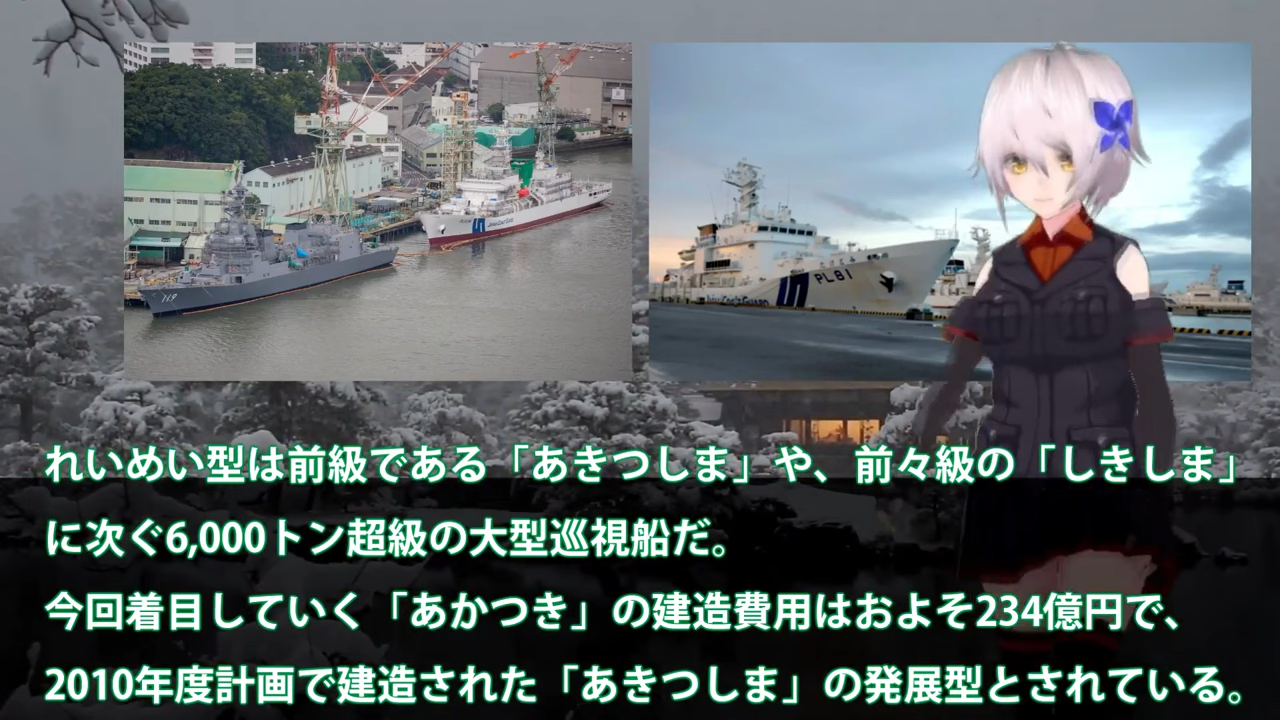 119
PL81
れいめい型は前級である「あきつしま」や、前々級の「しきしま」
に次ぐ6,000トン超級の大型巡視船だ。
今回着目していく「あかつき」の建造費用はおよそ234億円で、
2010年度計画で建造された「あきつしま」の発展型とされている。